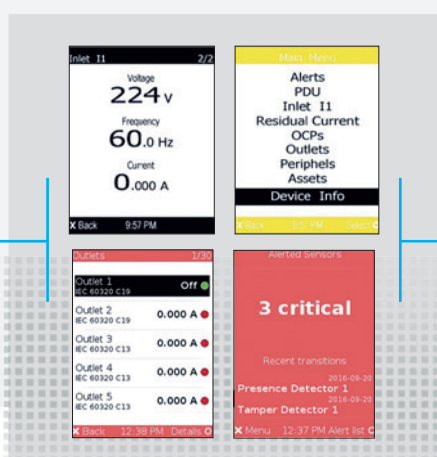 Inlet I1 2/2
Voltage
224 v
Frequency
60.0 Hz
Current
0.000 A
X Back 9:57 PM
Main Menu
Alerts
PDU
Inlet I1
Residual Current
OCPs
Outlets
Periphels
Assets
Device Info
X Back 9:57 PM Select O
Outlets 1/30
Outlet 1 Off
IEC 60320 C19
Outlet 2 0.000 A
IEC 60320 C19
Outlet 3 0.000 A
IEC 60320 C13
Outlet 4 0.000 A
IEC 60320 C13
Outlet 5 0.000 A
IEC 60320 C13
X Back 12:38 PM Details O
Alerted Sensors
3 critical
Recent transitions
2016-09-20
Presence Detector 1
2016-09-20
Tamper Detector 1
X Menu 12:37 PM Alert list O